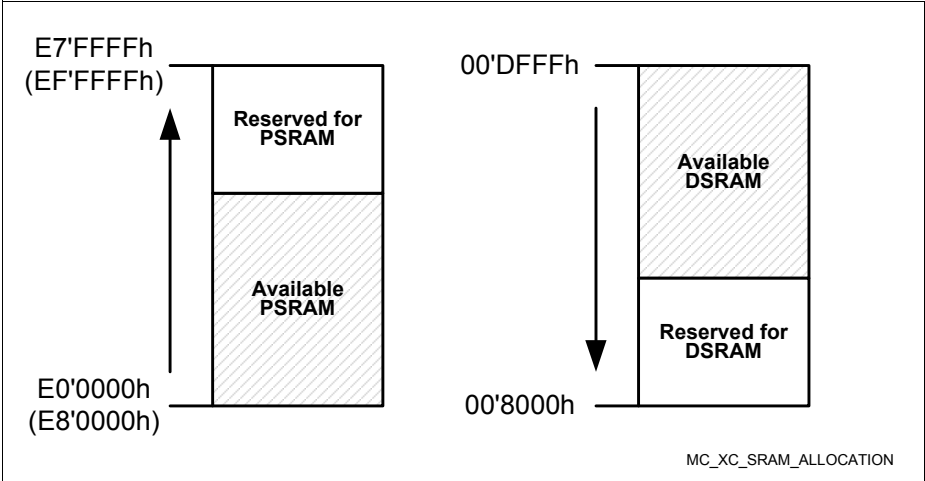 E7'FFFFh
(EF'FFFFh)
Reserved for
PSRAM
Available
PSRAM
E0'0000h
(E8'0000h)
00'DFFFh
Available
DSRAM
Reserved for
DSRAM
00'8000h
MC_XC_SRAM_ALLOCATION